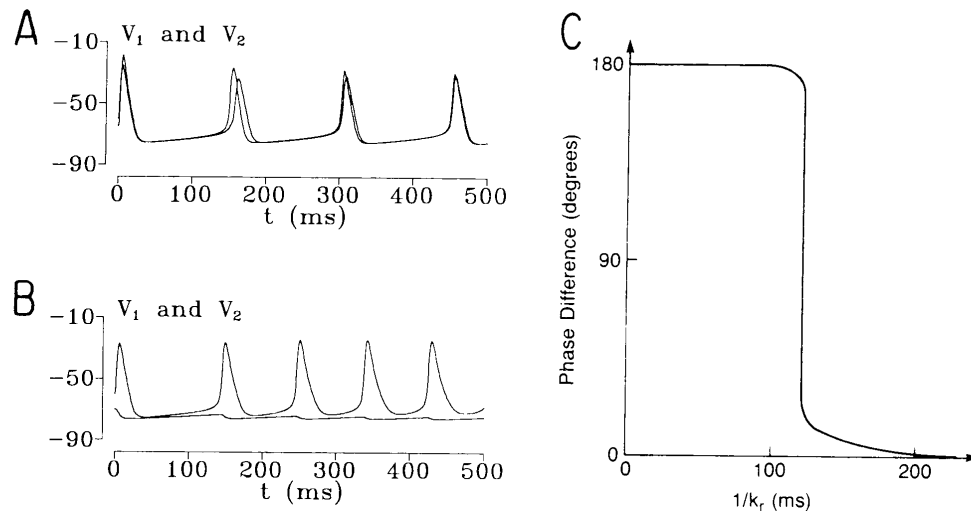 A
V₁ and V₂
−10
−50
−90
0 100 200 300 400 500
t (ms)
B
V₁ and V₂
−10
−50
−90
0 100 200 300 400 500
t (ms)
C
Phase Difference (degrees)
180
90
0
0 100 200
1/kᵣ (ms)